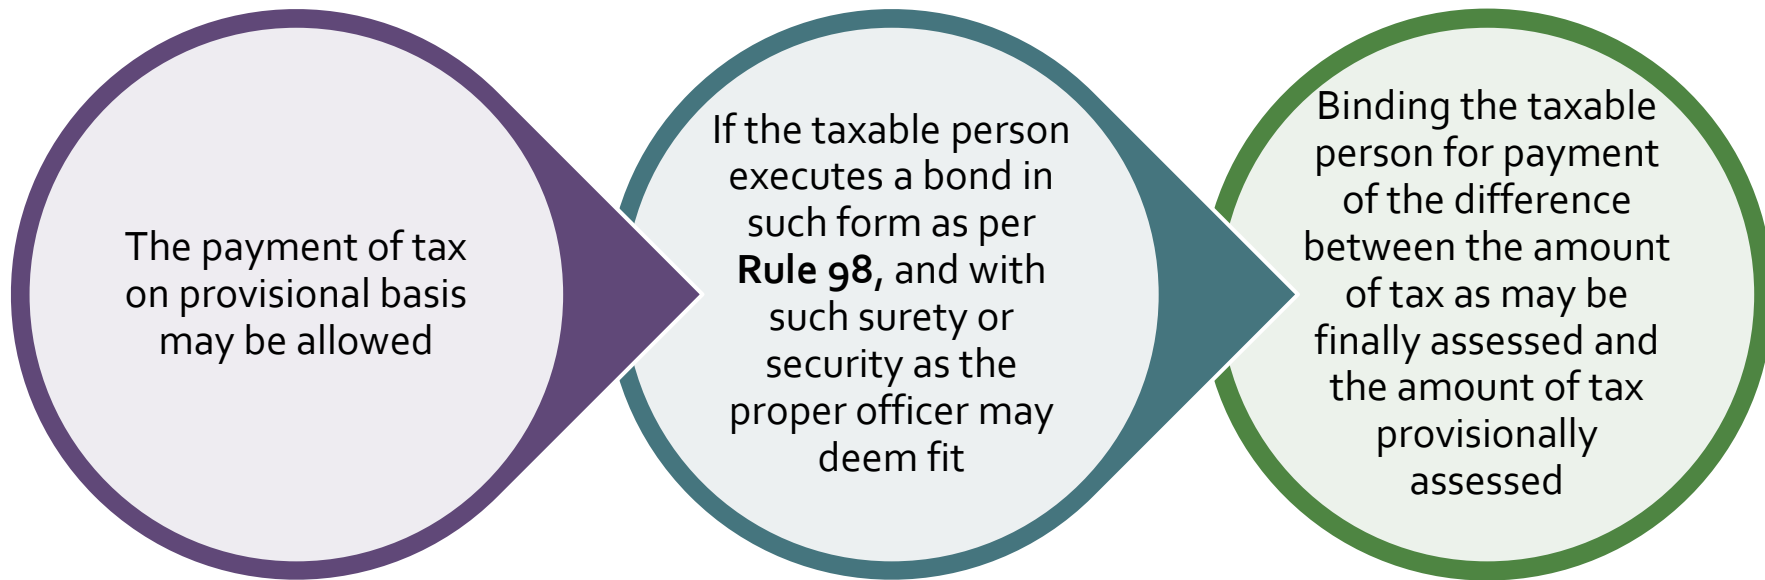 The payment of tax
on provisional basis
may be allowed
If the taxable person
executes a bond in
such form as per
Rule 98, and with
such surety or
security as the
proper officer may
deem fit
Binding the taxable
person for payment
of the difference
between the amount
of tax as may be
finally assessed and
the amount of tax
provisionally
assessed